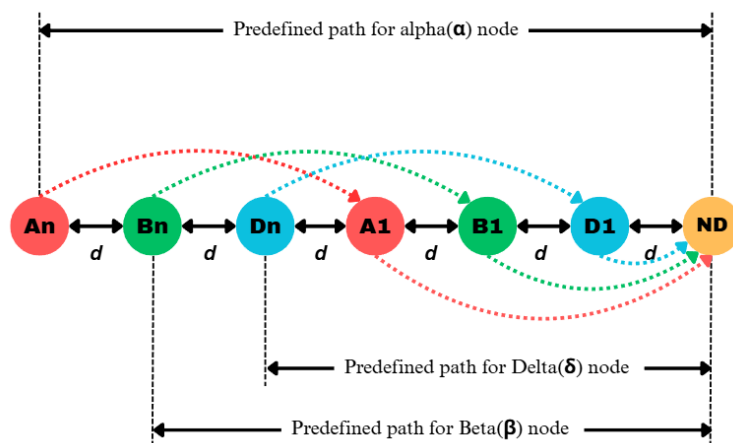 Predefined path for alpha(α) node
An Bn Dn A1 B1 D1 ND
d d d d d d
Predefined path for Delta(δ) node
Predefined path for Beta(β) node